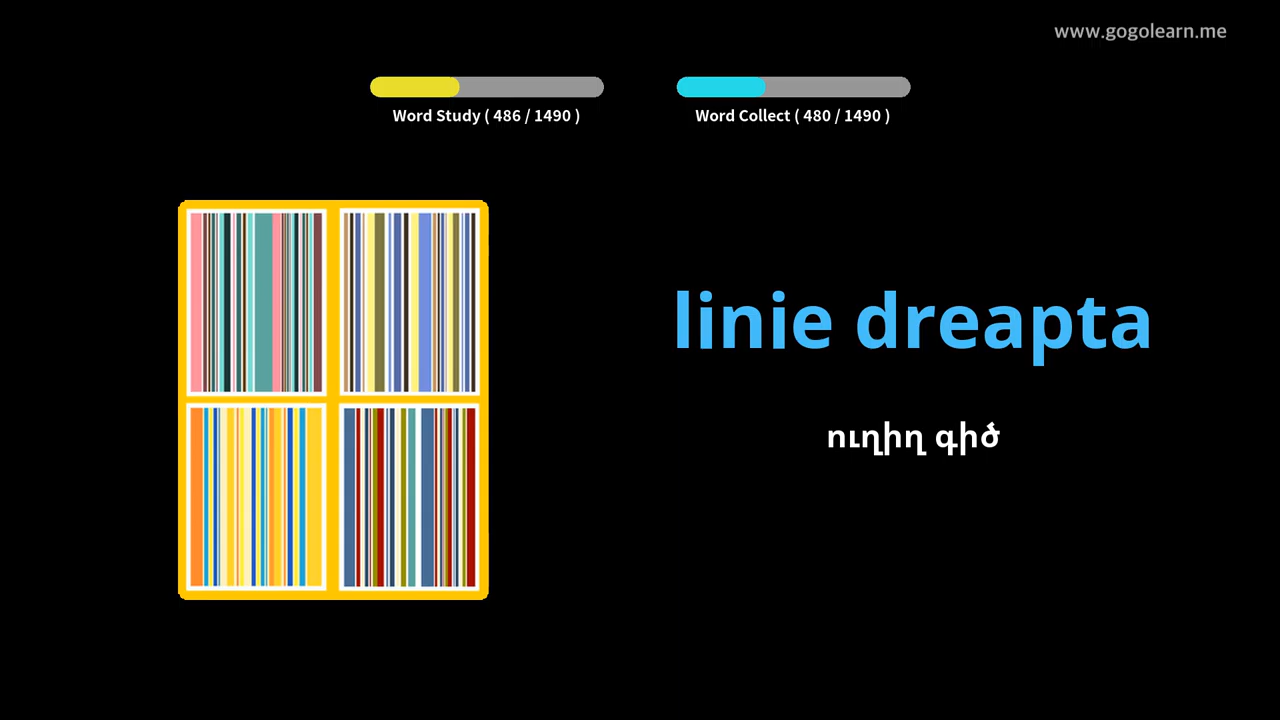 www.gogolearn.me
Word Study ( 486 / 1490 )
Word Collect ( 480 / 1490 )
linie dreapta
ուղիղ գիծ